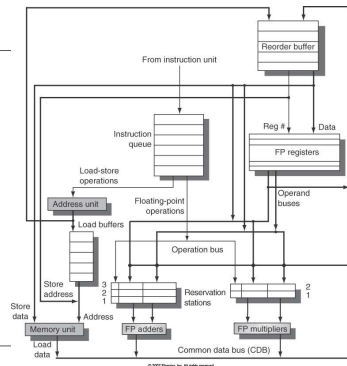 Reorder buffer
From instruction unit
Reg #
Data
Instruction
queue
FP registers
Load-store
operations
Operand
buses
Address unit
Floating-point
operations
Load buffers
Operation bus
Store
address
3
2
1
Reservation
stations
2
1
Store
data
Address
Memory unit
FP adders
FP multipliers
Load
data
Common data bus (CDB)